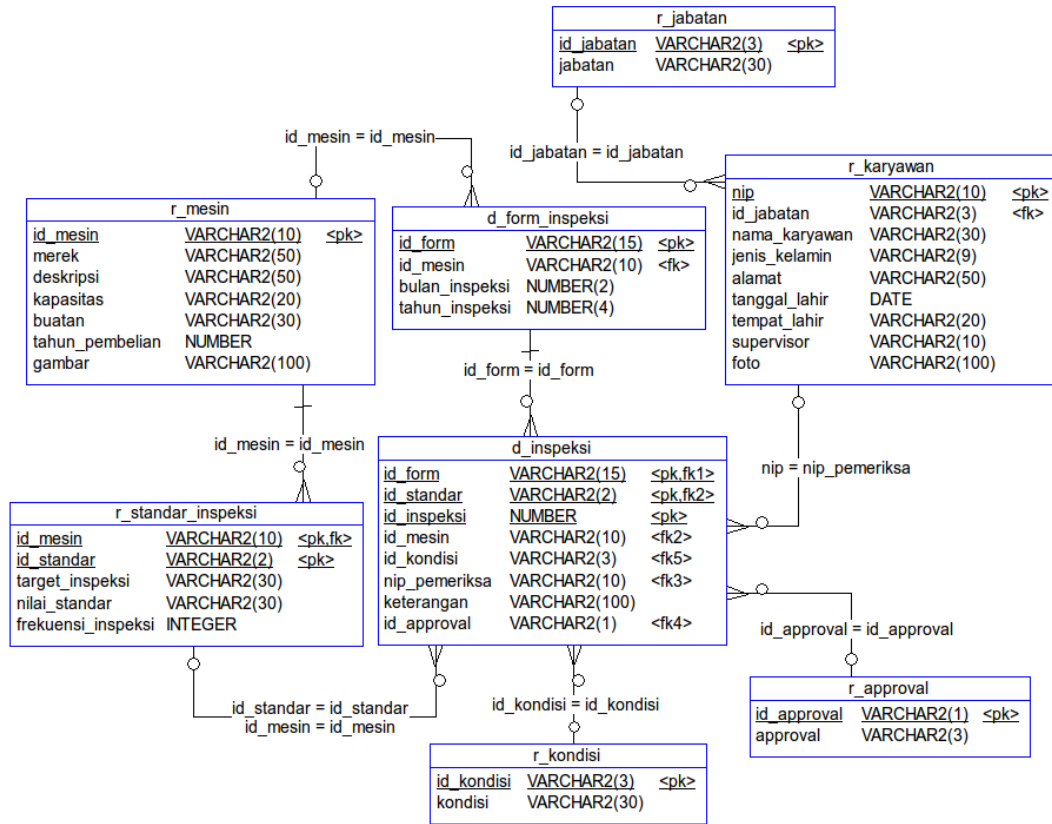 r_jabatan
id_jabatan VARCHAR2(3) <pk>
jabatan VARCHAR2(30)
id_mesin = id_mesin
id_jabatan = id_jabatan
r_karyawan
nip VARCHAR2(10) <pk>
id_jabatan VARCHAR2(3) <fk>
nama_karyawan VARCHAR2(30)
jenis_kelamin VARCHAR2(9)
alamat VARCHAR2(50)
tanggal_lahir DATE
tempat_lahir VARCHAR2(20)
supervisor VARCHAR2(10)
foto VARCHAR2(100)
r_mesin
id_mesin VARCHAR2(10) <pk>
merek VARCHAR2(50)
deskripsi VARCHAR2(50)
kapasitas VARCHAR2(20)
buatan VARCHAR2(30)
tahun_pembelian NUMBER
gambar VARCHAR2(100)
d_form_inspeksi
id_form VARCHAR2(15) <pk>
id_mesin VARCHAR2(10) <fk>
bulan_inspeksi NUMBER(2)
tahun_inspeksi NUMBER(4)
id_form = id_form
id_mesin = id_mesin
nip = nip_pemeriksa
d_inspeksi
id_form VARCHAR2(15) <pk,fk1>
id_standar VARCHAR2(2) <pk,fk2>
id_inspeksi NUMBER <pk>
id_mesin VARCHAR2(10) <fk2>
id_kondisi VARCHAR2(3) <fk5>
nip_pemeriksa VARCHAR2(10) <fk3>
keterangan VARCHAR2(100)
id_approval VARCHAR2(1) <fk4>
r_standar_inspeksi
id_mesin VARCHAR2(10) <pk,fk>
id_standar VARCHAR2(2) <pk>
target_inspeksi VARCHAR2(30)
nilai_standar VARCHAR2(30)
frekuensi_inspeksi INTEGER
id_approval = id_approval
id_standar = id_standar
id_mesin = id_mesin
id_kondisi = id_kondisi
r_approval
id_approval VARCHAR2(1) <pk>
approval VARCHAR2(3)
r_kondisi
id_kondisi VARCHAR2(3) <pk>
kondisi VARCHAR2(30)